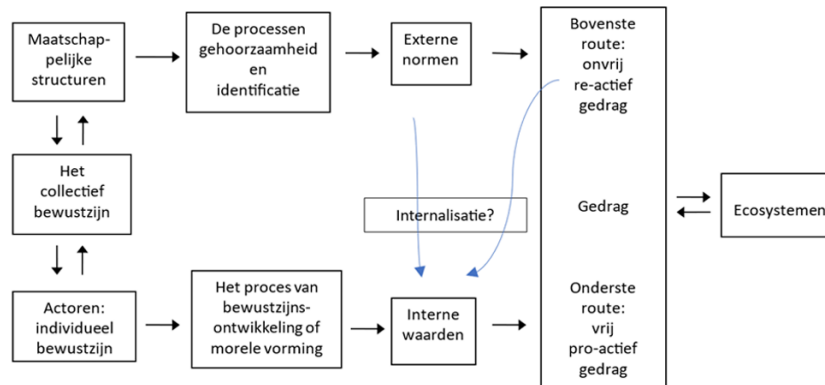 Maatschap-
pelijke
structuren
De processen
gehoorzaamheid
en
identificatie
Externe
normen
Bovenste
route:
onvrij
re-actief
gedrag
Het
collectief
bewustzijn
Internalisatie?
Gedrag
Ecosystemen
Actoren:
individueel
bewustzijn
Het proces van
bewustzijns-
ontwikkeling of
morele vorming
Interne
waarden
Onderste
route:
vrij
pro-actief
gedrag